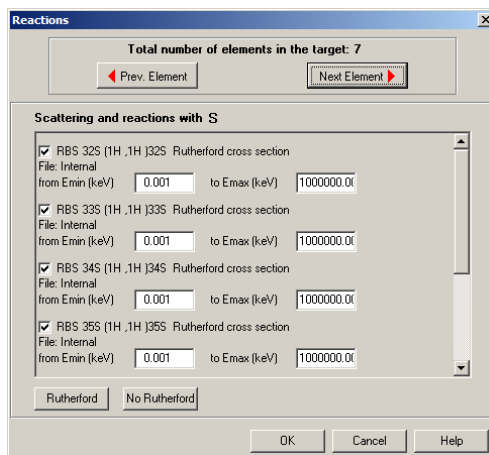 Reactions
Total number of elements in the target: 7
Prev. Element
Next Element
Scattering and reactions with S
RBS 32S (1H ,1H )32S Rutherford cross section
File: Internal
from Emin (keV) 0.001 to Emax (keV) 1000000.0(
RBS 33S (1H ,1H )33S Rutherford cross section
File: Internal
from Emin (keV) 0.001 to Emax (keV) 1000000.0(
RBS 34S (1H ,1H )34S Rutherford cross section
File: Internal
from Emin (keV) 0.001 to Emax (keV) 1000000.0(
RBS 35S (1H ,1H )35S Rutherford cross section
File: Internal
from Emin (keV) 0.001 to Emax (keV) 1000000.0(
Rutherford No Rutherford
OK Cancel Help